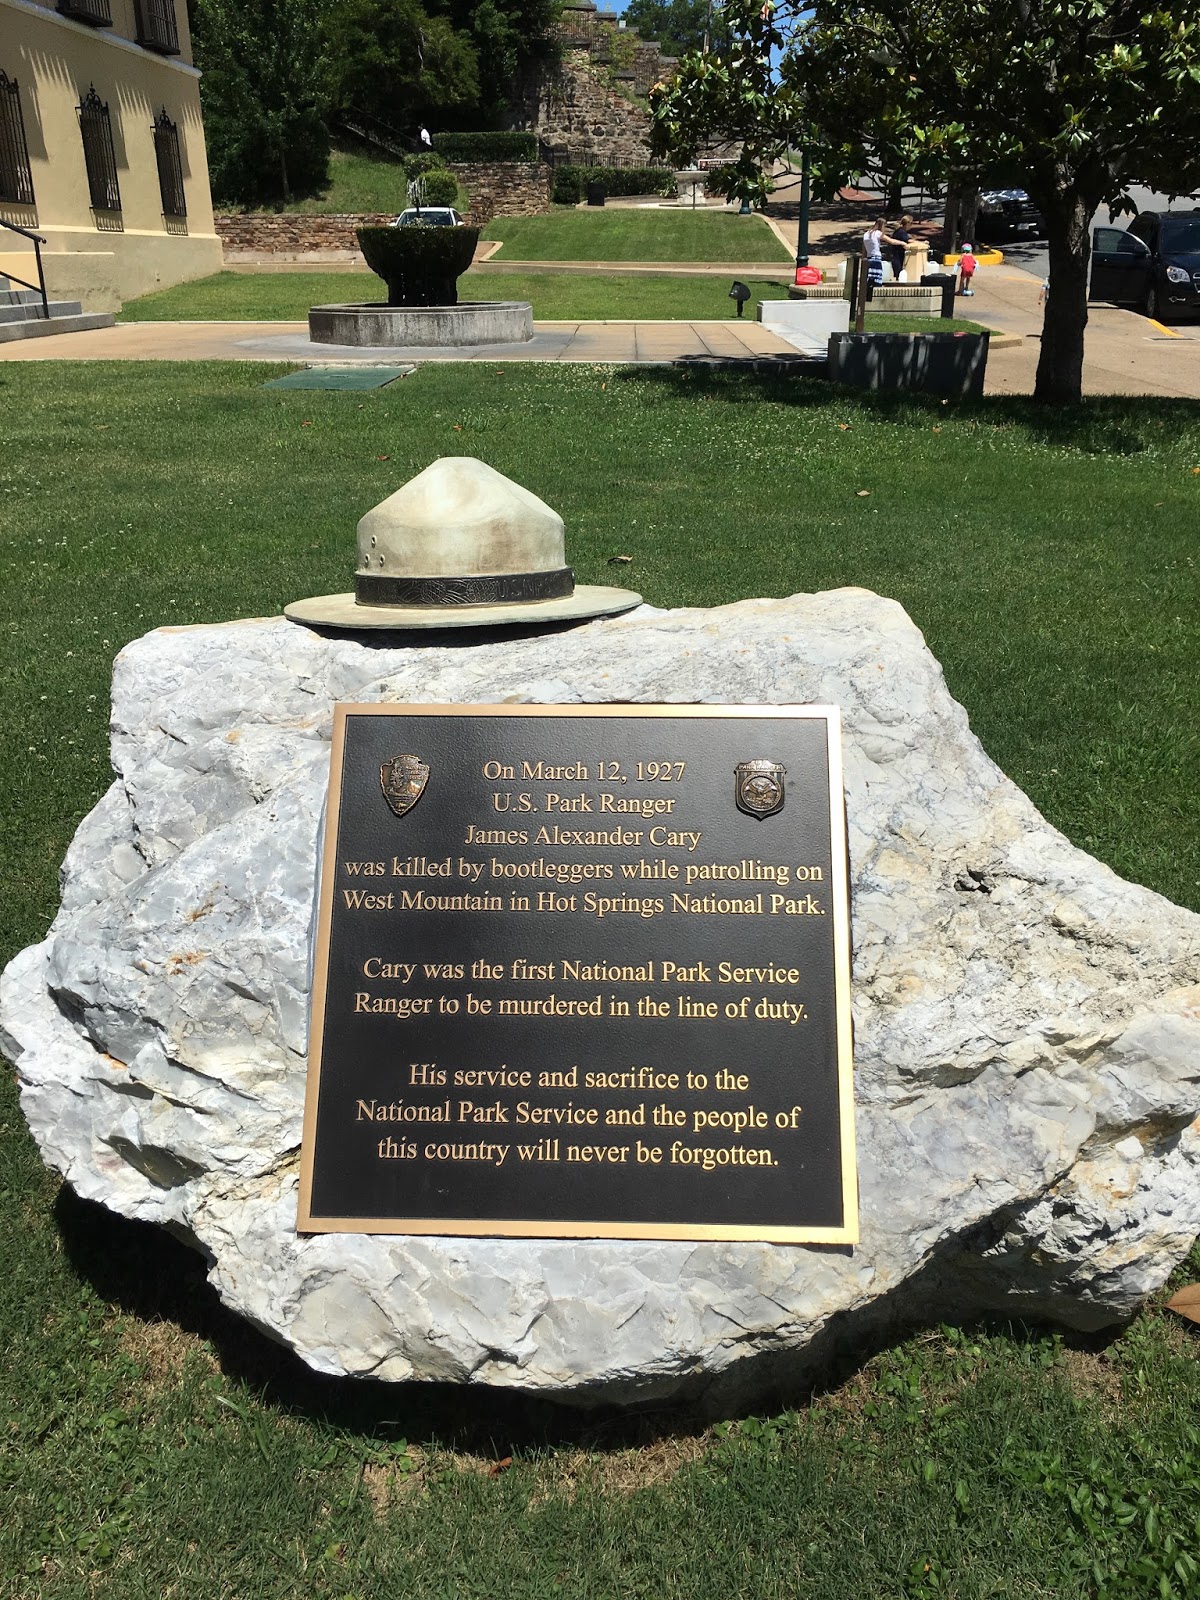 On March 12, 1927
U.S. Park Ranger
James Alexander Cary
was killed by bootleggers while patrolling on
West Mountain in Hot Springs National Park.
Cary was the first National Park Service
Ranger to be murdered in the line of duty.
His service and sacrifice to the
National Park Service and the people of
this country will never be forgotten.